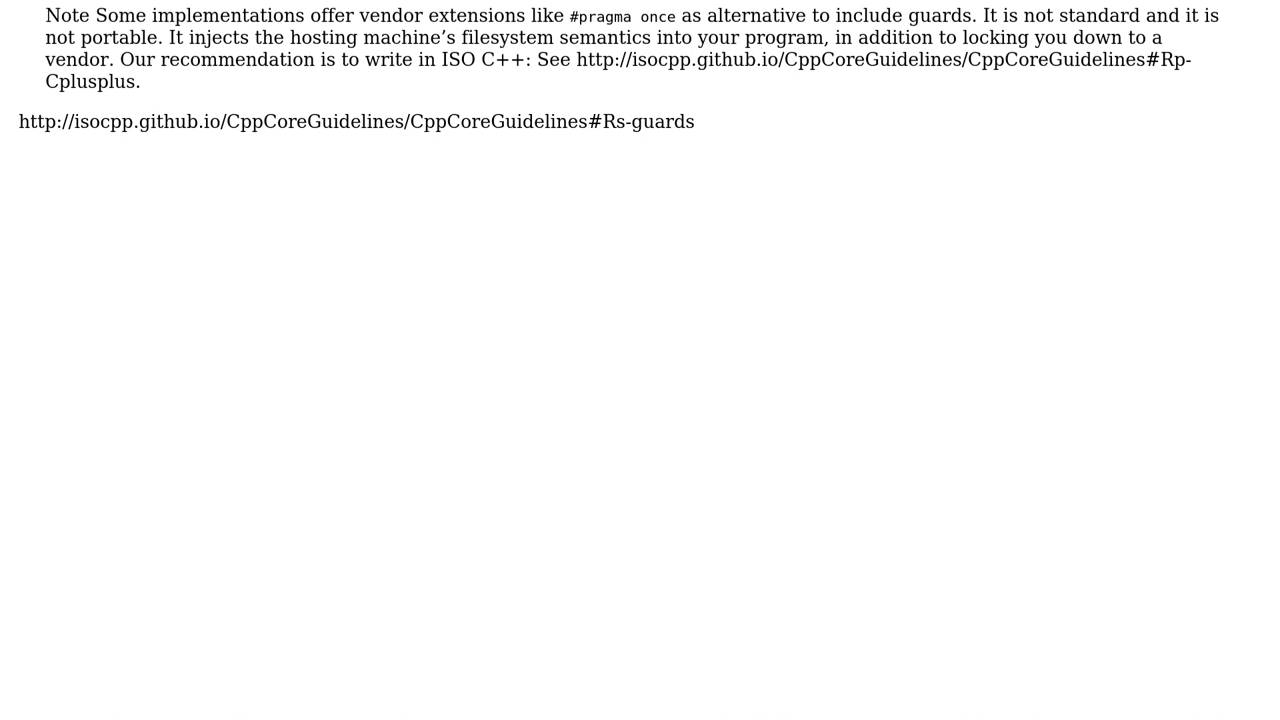 Note Some implementations offer vendor extensions like #pragma once as alternative to include guards. It is not standard and it is
not portable. It injects the hosting machine’s filesystem semantics into your program, in addition to locking you down to a
vendor. Our recommendation is to write in ISO C++: See http://isocpp.github.io/CppCoreGuidelines/CppCoreGuidelines#Rp-
Cplusplus.
http://isocpp.github.io/CppCoreGuidelines/CppCoreGuidelines#Rs-guards